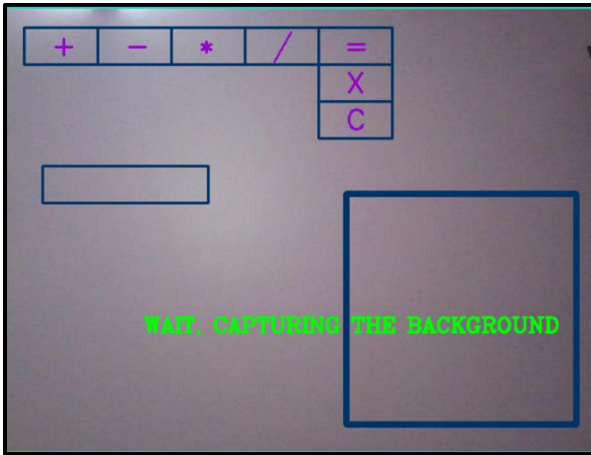 + - * / =
X
C
WAIT, CAPTURING THE BACKGROUND